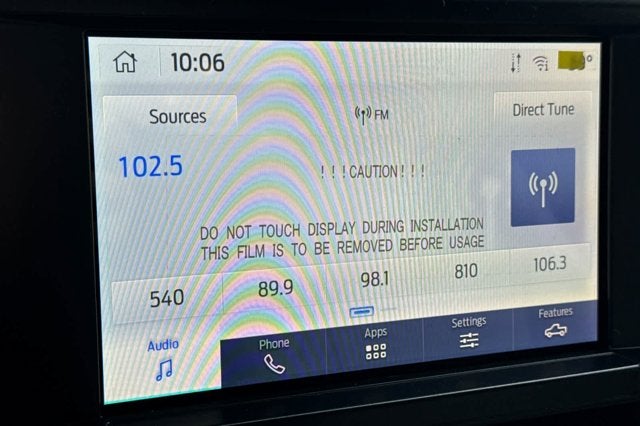 10:06
Sources
FM
Direct Tune
102.5
!!!CAUTION!!!
DO NOT TOUCH DISPLAY DURING INSTALLATION
THIS FILM IS TO BE REMOVED BEFORE USAGE
540
89.9
98.1
810
106.3
Audio
Phone
Apps
Settings
Features